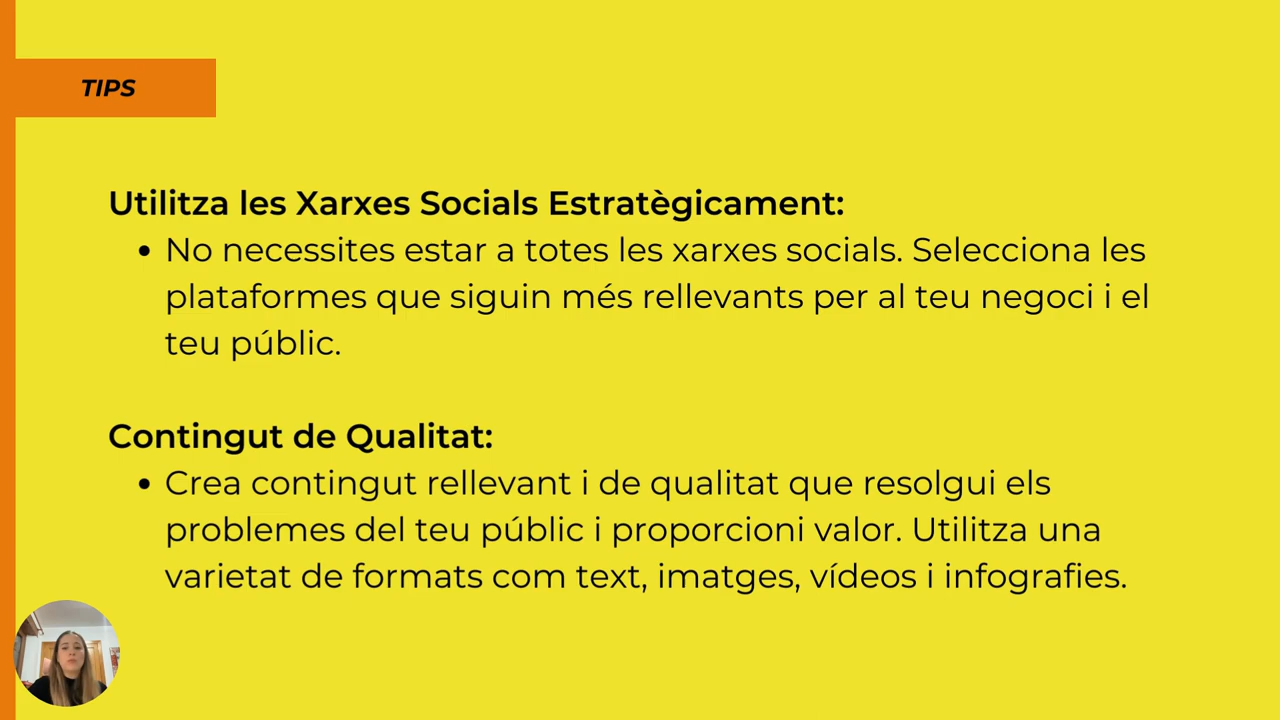 TIPS
Utilitza les Xarxes Socials Estratègicament:
• No necessites estar a totes les xarxes socials. Selecciona les
plataformes que siguin més rellevants per al teu negoci i el
teu públic.
Contingut de Qualitat:
• Crea contingut rellevant i de qualitat que resolgui els
problemes del teu públic i proporcioni valor. Utilitza una
varietat de formats com text, imatges, vídeos i infografies.